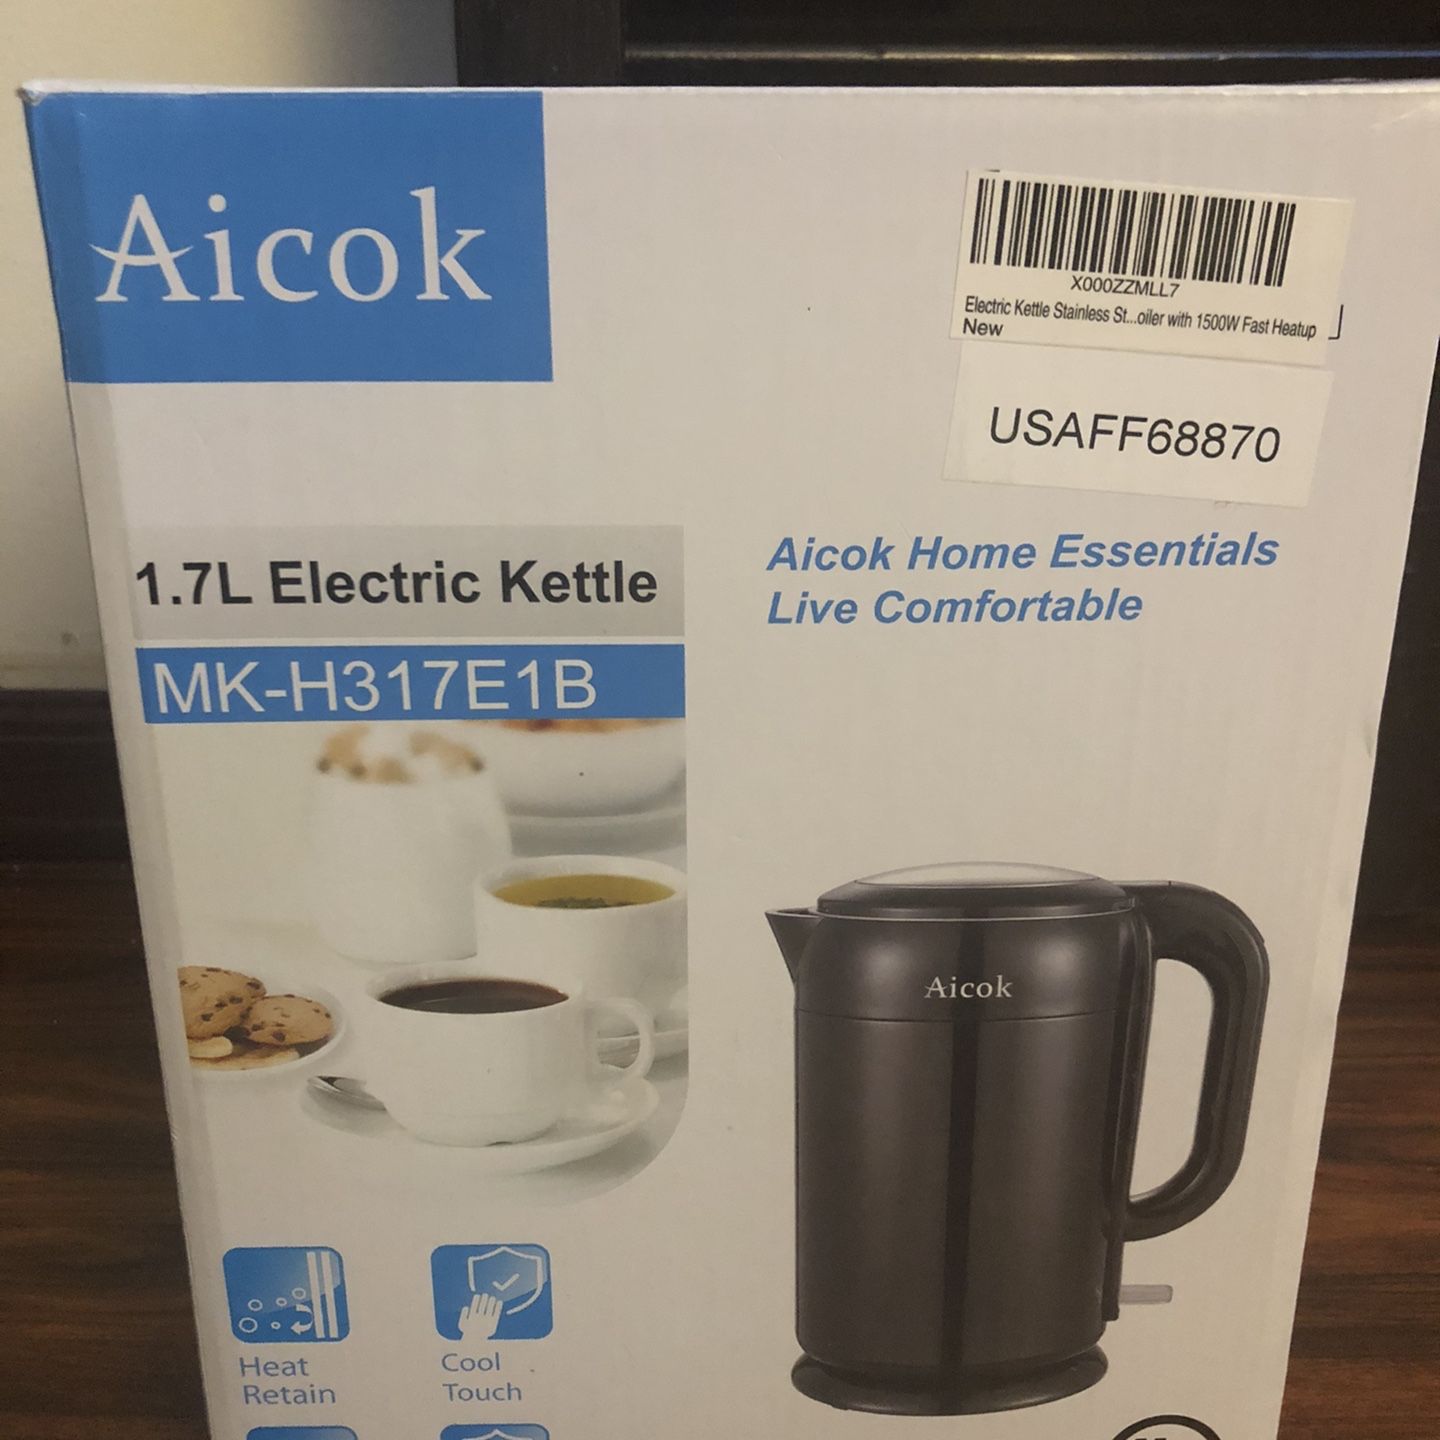 Aicok
X000ZZMLL7
Electric Kettle Stainless St...oiler with 1500W Fast Heatup
New
USAFF68870
1.7L Electric Kettle
MK-H317E1B
Aicok Home Essentials
Live Comfortable
Aicok
Heat
Retain
Cool
Touch